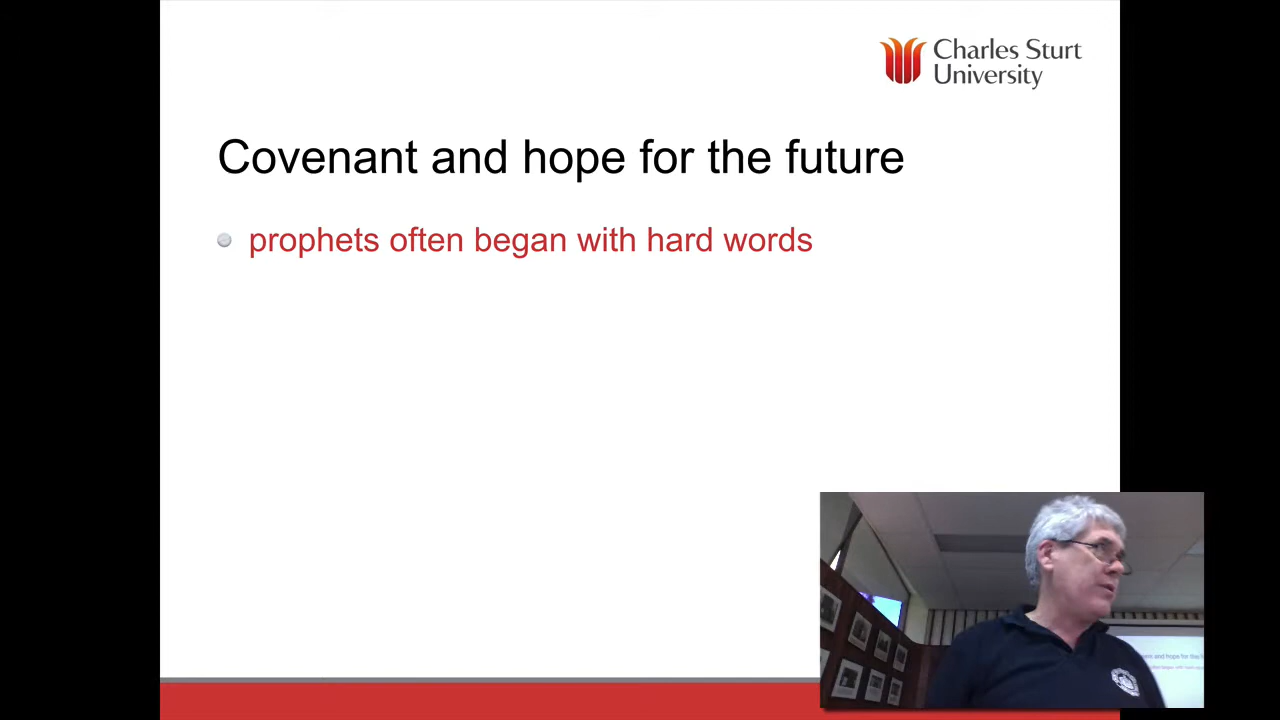 Charles Sturt
University
Covenant and hope for the future
prophets often began with hard words